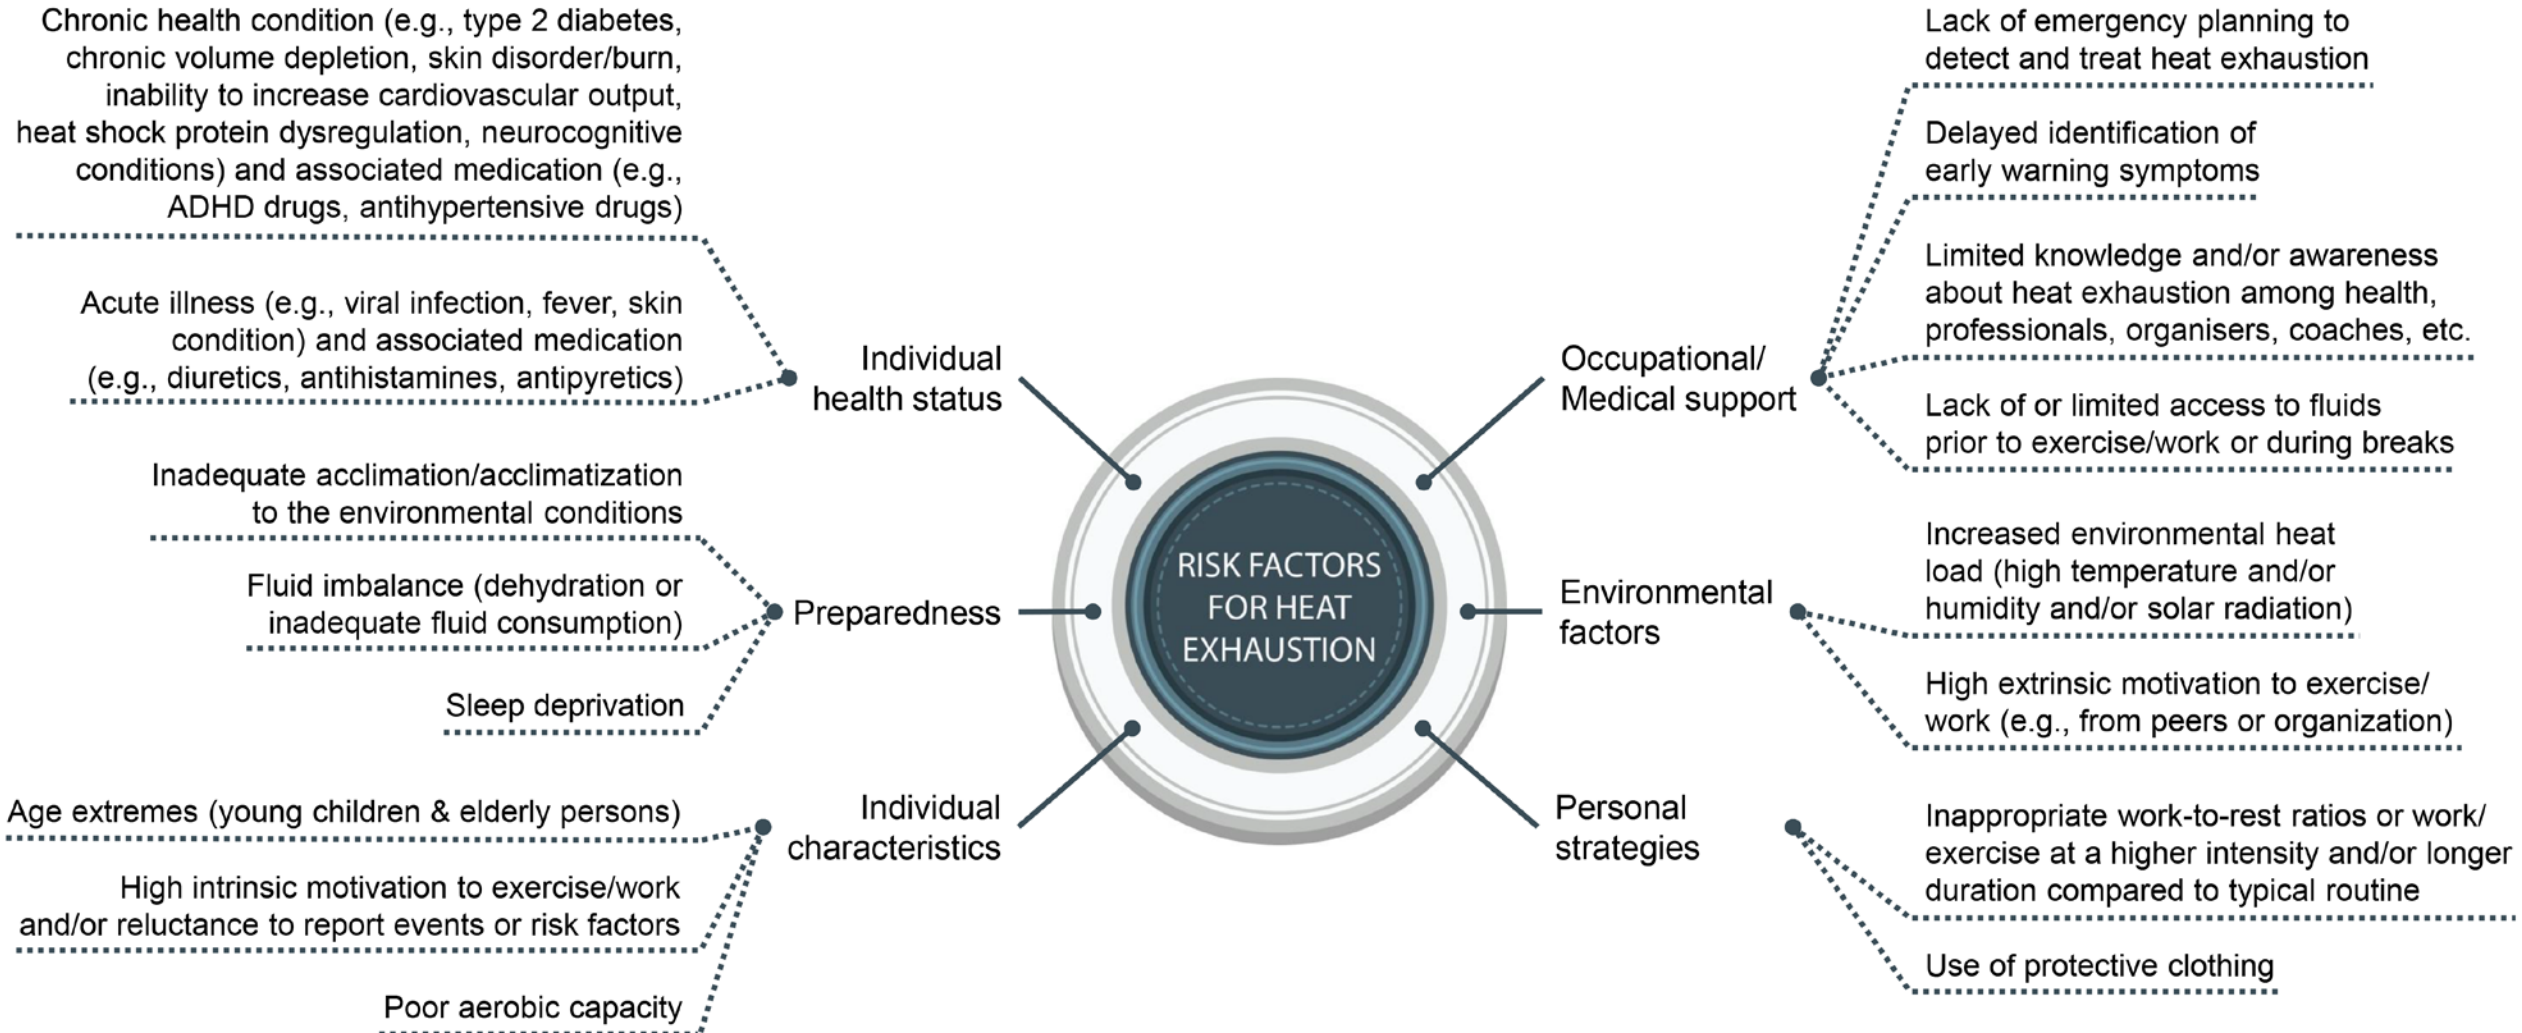 Chronic health condition (e.g., type 2 diabetes,
chronic volume depletion, skin disorder/burn,
inability to increase cardiovascular output,
heat shock protein dysregulation, neurocognitive
conditions) and associated medication (e.g.,
ADHD drugs, antihypertensive drugs)
Acute illness (e.g., viral infection, fever, skin
condition) and associated medication
(e.g., diuretics, antihistamines, antipyretics)
Individual
health status
Inadequate acclimation/acclimatization
to the environmental conditions
Fluid imbalance (dehydration or
inadequate fluid consumption)
Sleep deprivation
Preparedness
Age extremes (young children & elderly persons)
High intrinsic motivation to exercise/work
and/or reluctance to report events or risk factors
Poor aerobic capacity
Individual
characteristics
RISK FACTORS
FOR HEAT
EXHAUSTION
Occupational/
Medical support
Lack of emergency planning to
detect and treat heat exhaustion
Delayed identification of
early warning symptoms
Limited knowledge and/or awareness
about heat exhaustion among health,
professionals, organisers, coaches, etc.
Lack of or limited access to fluids
prior to exercise/work or during breaks
Environmental
factors
Increased environmental heat
load (high temperature and/or
humidity and/or solar radiation)
High extrinsic motivation to exercise/
work (e.g., from peers or organization)
Personal
strategies
Inappropriate work-to-rest ratios or work/
exercise at a higher intensity and/or longer
duration compared to typical routine
Use of protective clothing